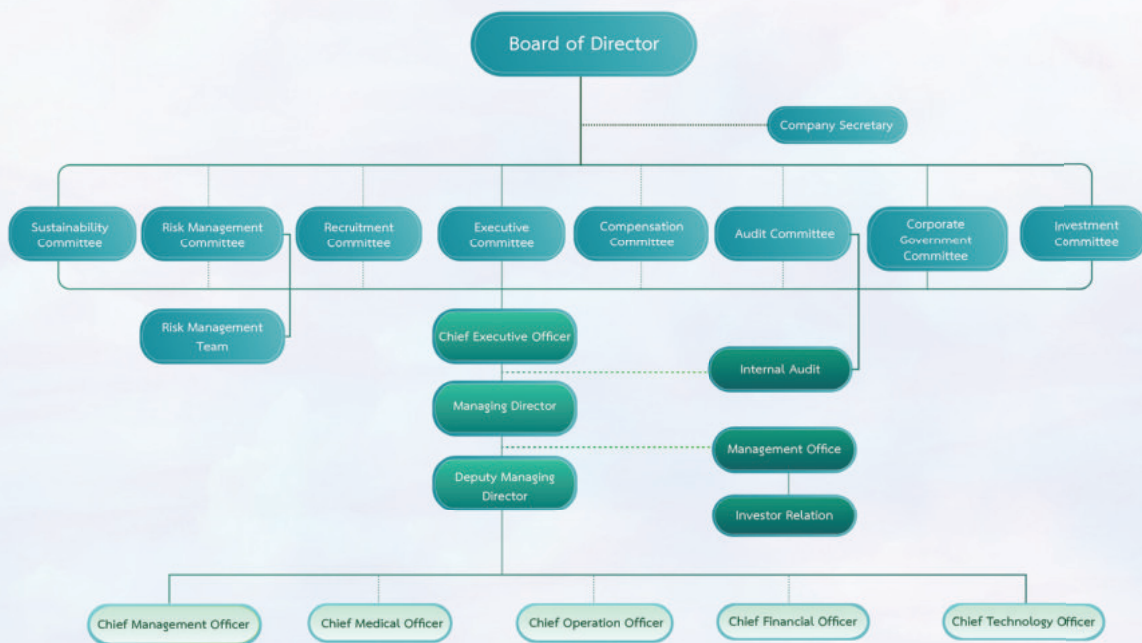 Board of Director
Company Secretary
Sustainability
Committee
Risk Management
Committee
Recruitment
Committee
Executive
Committee
Compensation
Committee
Audit Committee
Corporate
Government
Committee
Investment
Committee
Risk Management
Team
Chief Executive Officer
Internal Audit
Managing Director
Management Office
Deputy Managing
Director
Investor Relation
Chief Management Officer
Chief Medical Officer
Chief Operation Officer
Chief Financial Officer
Chief Technology Officer